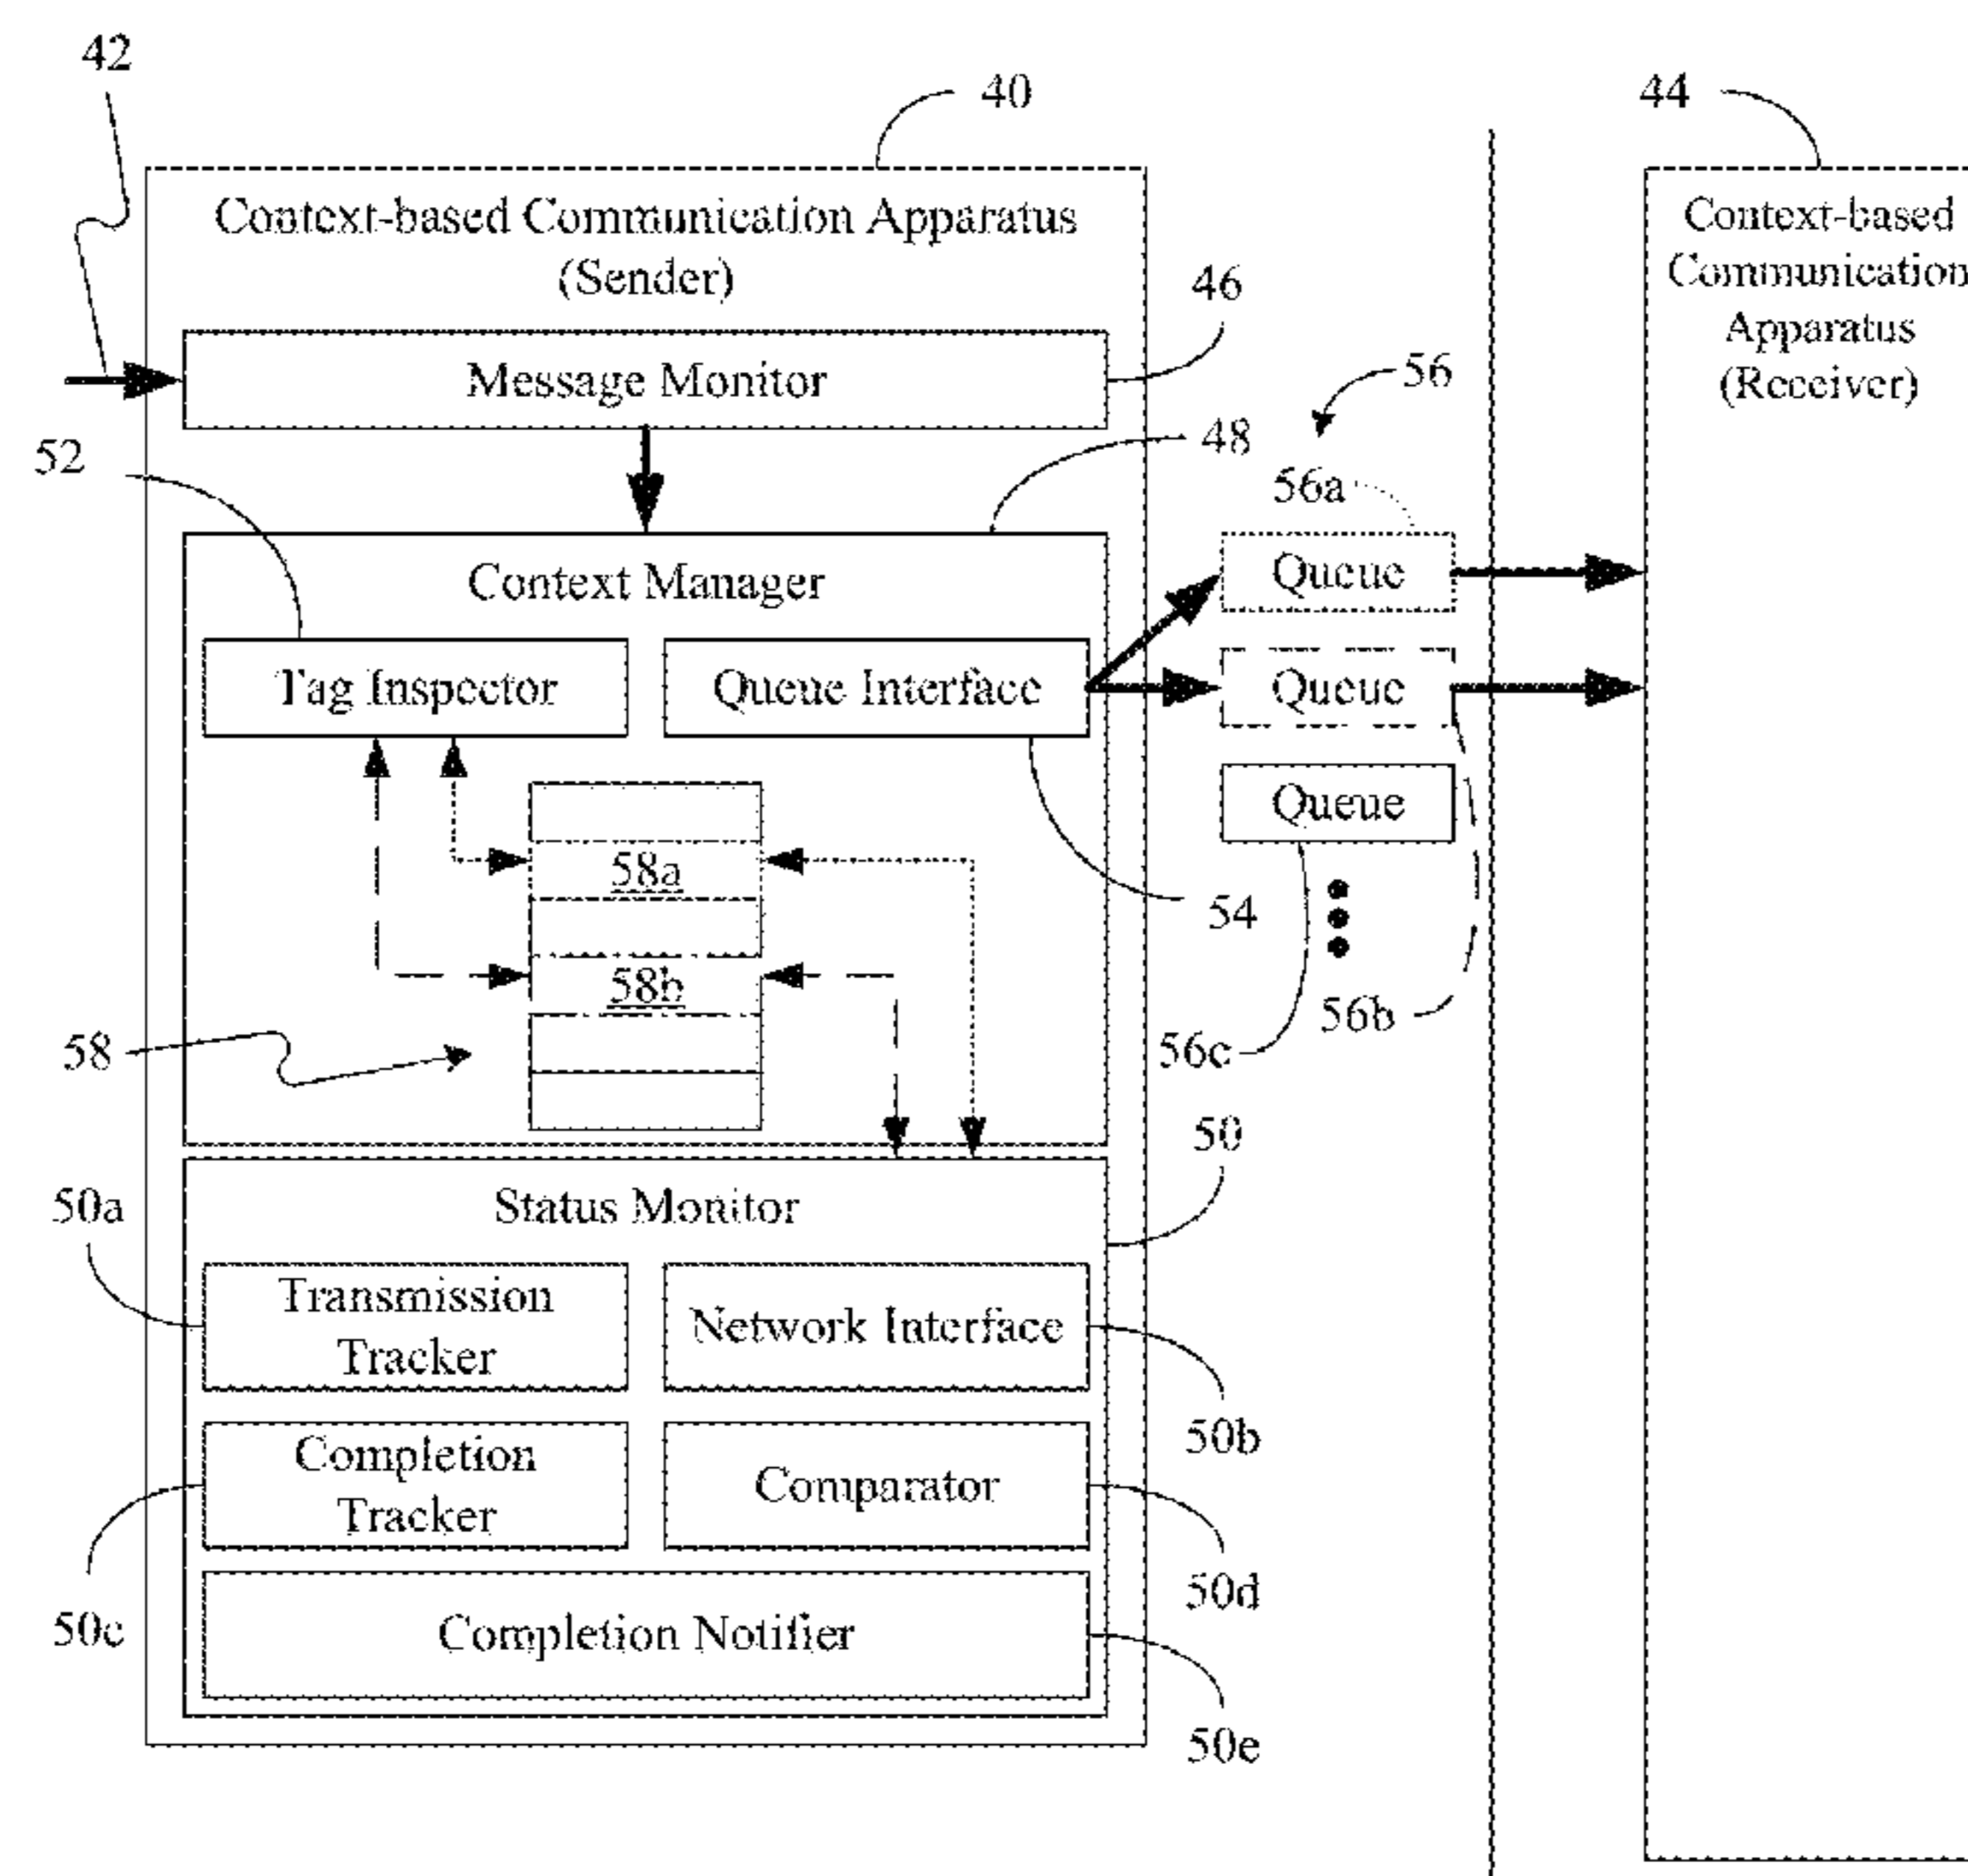 42
40
44
Context-based Communication Apparatus
(Sender)
Context-based
Communication
Apparatus
(Receiver)
46
Message Monitor
56
52
48
56a
Context Manager
Queue
Tag Inspector
Queue Interface
Queue
Queue
58a
54
58b
56b
58
56c
50
Status Monitor
50a
Transmission
Tracker
Network Interface
50b
Completion
Tracker
Comparator
50d
50c
Completion Notifier
50e